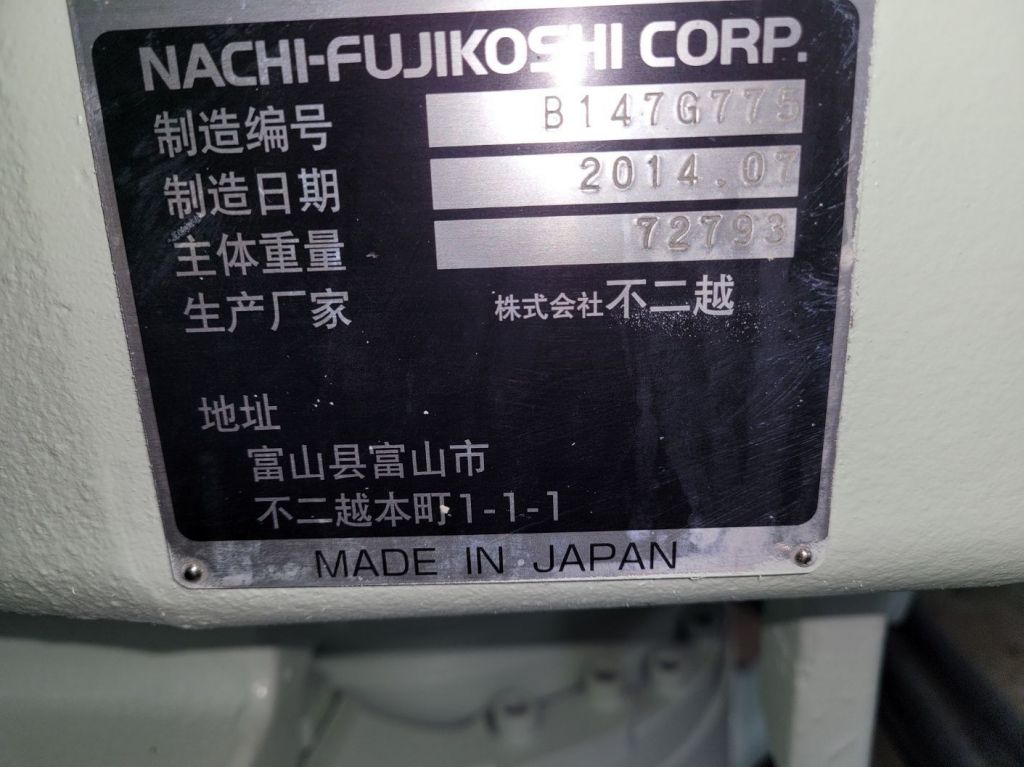 NACHI-FUJIKOSHI CORP.
制造编号 B147G775
制造日期 2014.07
主体重量 72793
生产厂家 株式会社不二越
地址
富山县富山市
不二越本町1-1-1
MADE IN JAPAN